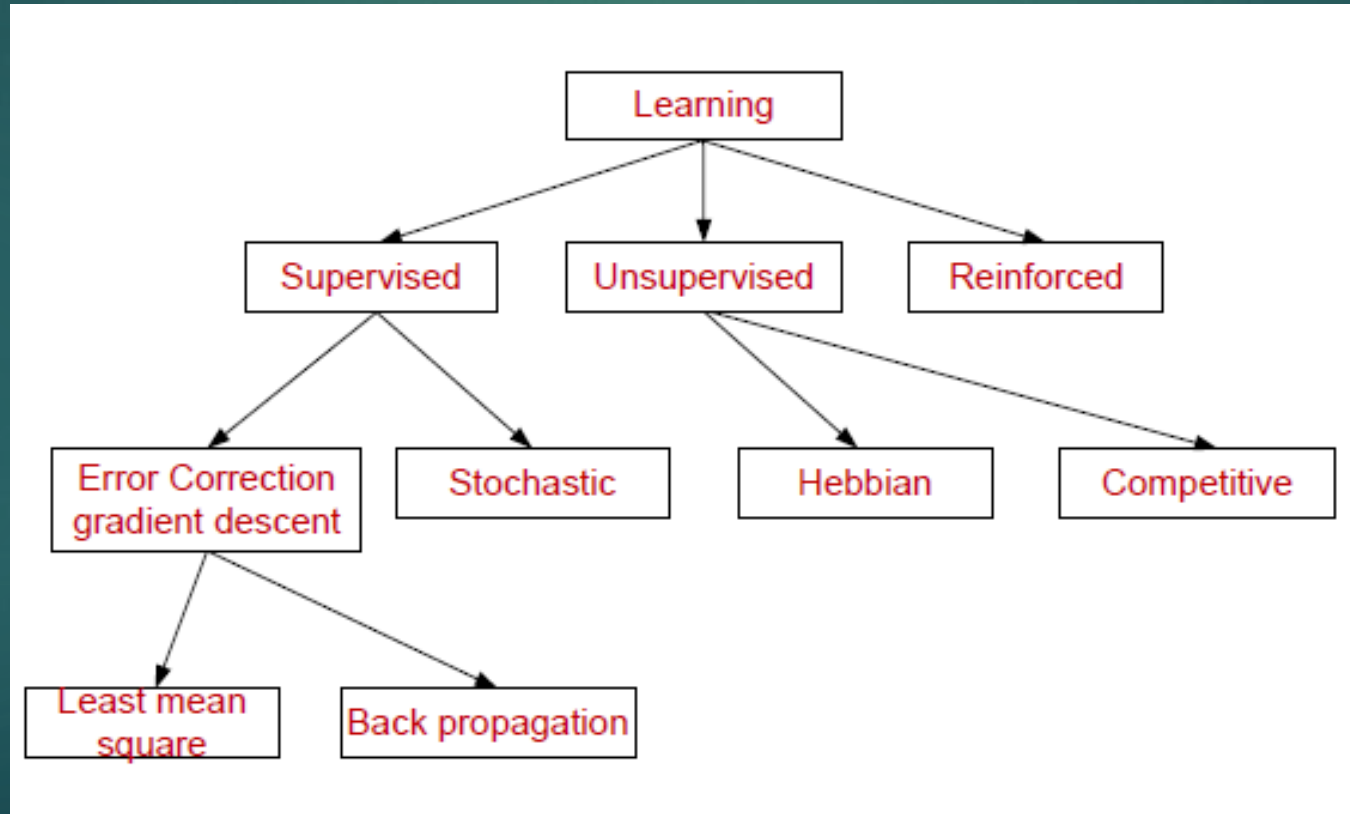 Learning
Supervised
Unsupervised
Reinforced
Error Correction
gradient descent
Stochastic
Hebbian
Competitive
Least mean
square
Back propagation